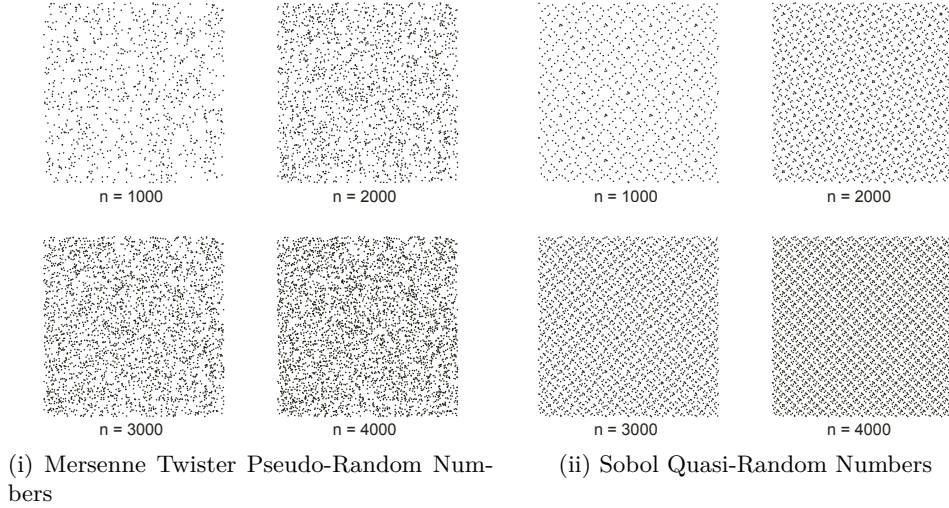 n = 1000
n = 2000
n = 1000
n = 2000
n = 3000
n = 4000
n = 3000
n = 4000
(i) Mersenne Twister Pseudo-Random Num-
bers
(ii) Sobol Quasi-Random Numbers